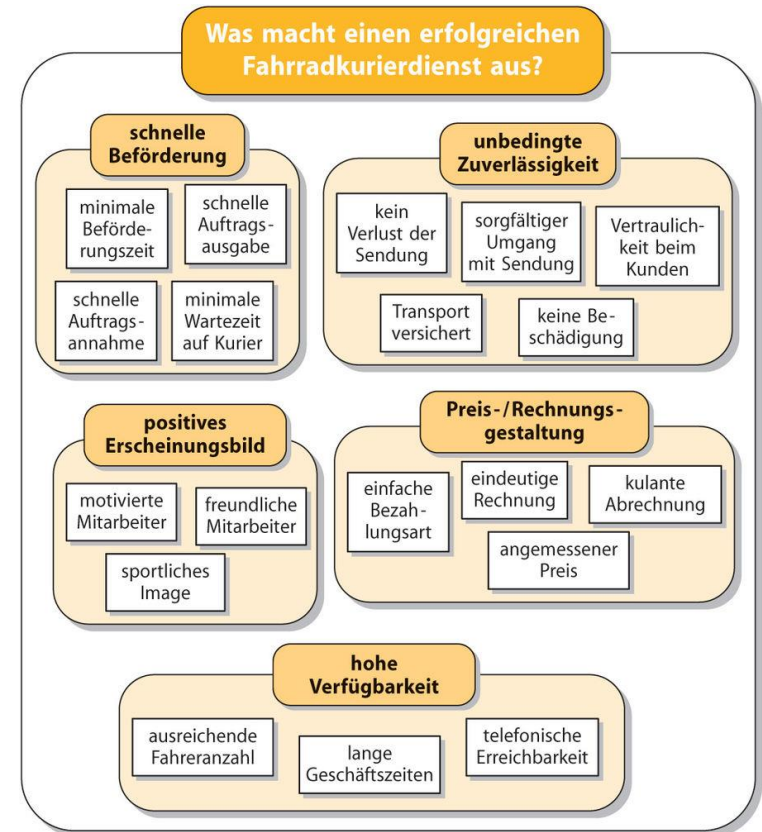 Was macht einen erfolgreichen
Fahrradkurierdienst aus?
schnelle
Beförderung
minimale
Beförde-
rungszeit
schnelle
Auftrags-
ausgabe
schnelle
Auftrags-
annahme
minimale
Wartezeit
auf Kurier
unbedingte
Zuverlässigkeit
kein
Verlust der
Sendung
sorgfältiger
Umgang
mit Sendung
Vertraulich-
keit beim
Kunden
Transport
versichert
keine Be-
schädigung
positives
Erscheinungsbild
motivierte
Mitarbeiter
freundliche
Mitarbeiter
sportliches
Image
Preis-/Rechnungs-
gestaltung
einfache
Bezah-
lungsart
eindeutige
Rechnung
kulante
Abrechnung
angemessener
Preis
hohe
Verfügbarkeit
ausreichende
Fahreranzahl
lange
Geschäftszeiten
telefonische
Erreichbarkeit